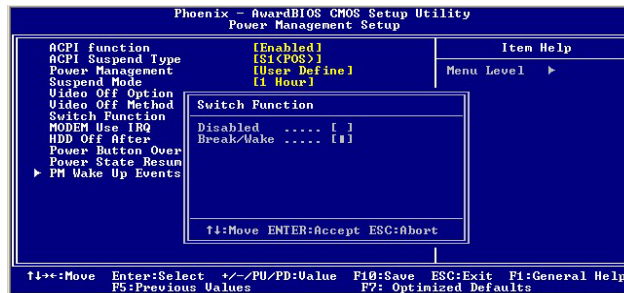 Phoenix - AwardBIOS CMOS Setup Utility
Power Management Setup
ACPI function [Enabled]
ACPI Suspend Type [S1(POS)]
Power Management [User Define]
Suspend Mode [1 Hour]
Video Off Option
Video Off Method
Switch Function
MODEM Use IRQ
HDD Off After
Power Button Over
Power State Resum
▶ PM Wake Up Events
Item Help
Menu Level ▶
Switch Function
Disabled ..... [ ]
Break/Wake ..... [■]
↑↓:Move ENTER:Accept ESC:Abort
↑↓→←:Move Enter:Select +/-/PU/PD:Value F10:Save ESC:Exit F1:General Help
F5:Previous Values F7: Optimized Defaults